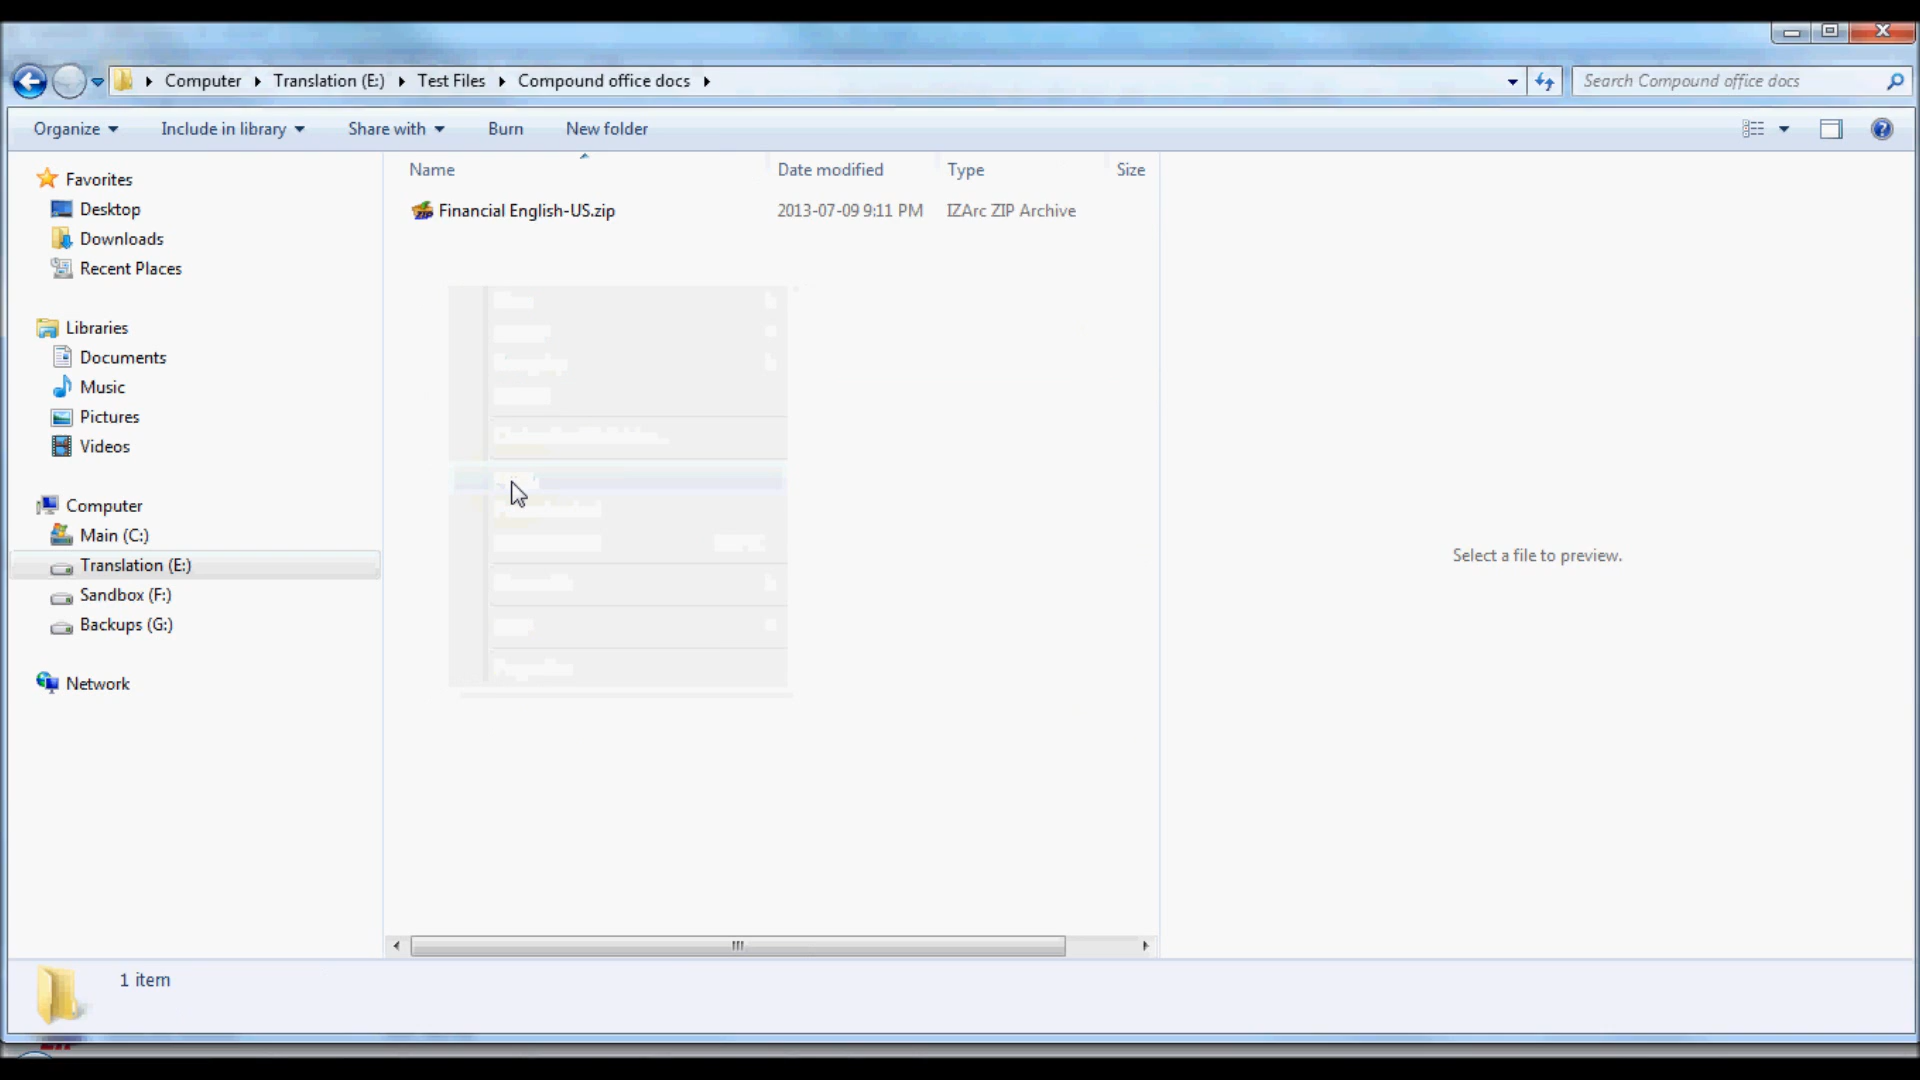 Computer Translation (E:) Test Files Compound office docs Search Compound office docs
Organize Include in library Share with Burn New folder
Favorites
Desktop
Downloads
Recent Places
Libraries
Documents
Music
Pictures
Videos
Computer
Main (C:)
Translation (E:)
Sandbox (F:)
Backups (G:)
Network
Name Date modified Type Size
Financial English-US.zip 2013-07-09 9:11 PM IZArc ZIP Archive
Select a file to preview.
1 item